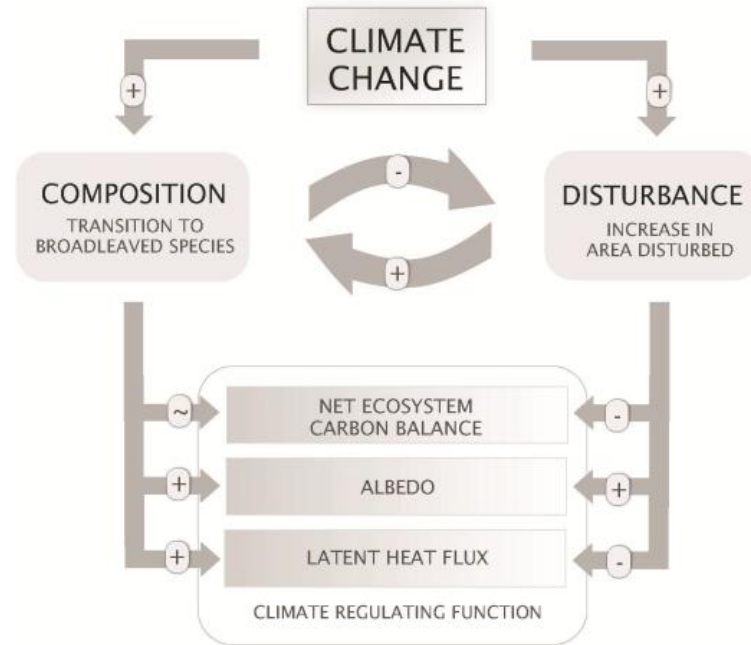 CLIMATE
CHANGE
+
+
COMPOSITION
TRANSITION TO
BROADLEAVED SPECIES
-
+
DISTURBANCE
INCREASE IN
AREA DISTURBED
~
NET ECOSYSTEM
CARBON BALANCE
-
+
ALBEDO
+
+
LATENT HEAT FLUX
-
CLIMATE REGULATING FUNCTION